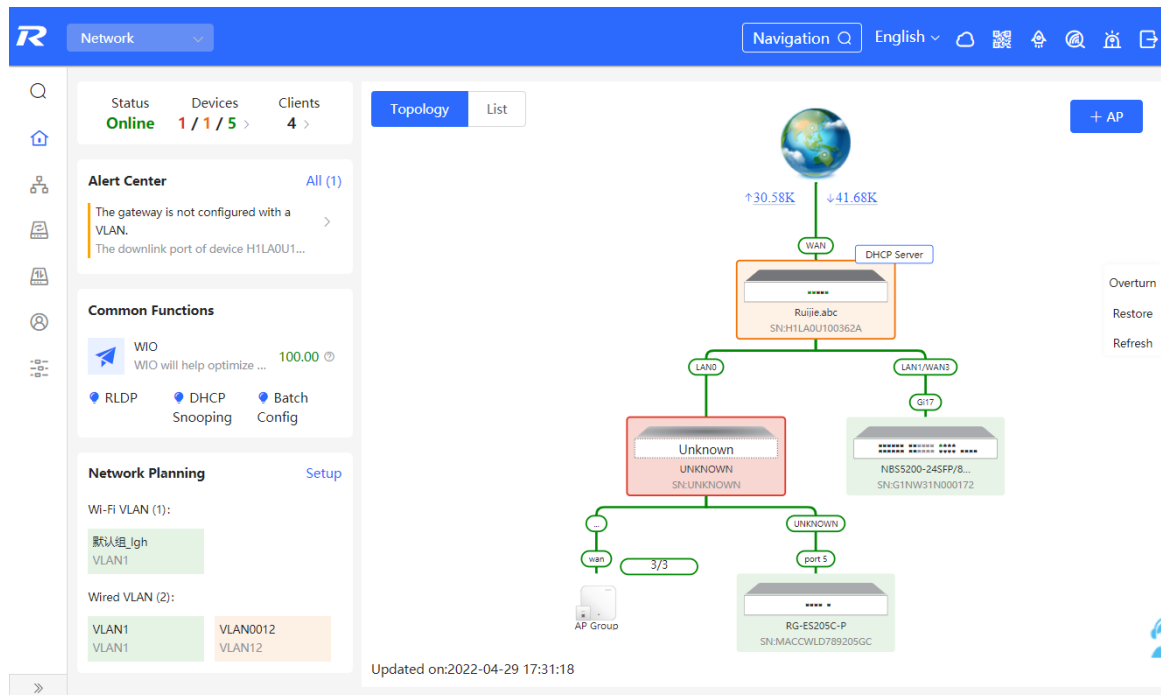 Network
Navigation
English
Status Devices Clients
Online 1 / 1 / 5 > 4 >
Topology List
+ AP
Alert Center All (1)
The gateway is not configured with a
VLAN.
The downlink port of device H1LA0U1...
↑30.58K ↓41.68K
WAN
DHCP Server
Ruijie.abc
SN:H1LA0U100362A
Overturn
Restore
Refresh
Common Functions
WIO
WIO will help optimize ... 100.00
RLDP DHCP Batch
Snooping Config
LAN0 LAN1/WAN3
Gi17
Unknown
UNKNOWN
SN:UNKNOWN
NBS5200-24SFP/8...
SN:G1NW31N000172
Network Planning Setup
Wi-Fi VLAN (1):
默认组_lgh
VLAN1
Wired VLAN (2):
VLAN1 VLAN0012
VLAN1 VLAN12
... UNKNOWN
wan 3/3 port 5
AP Group
RG-ES205C-P
SN:MACCWLD789205GC
Updated on:2022-04-29 17:31:18